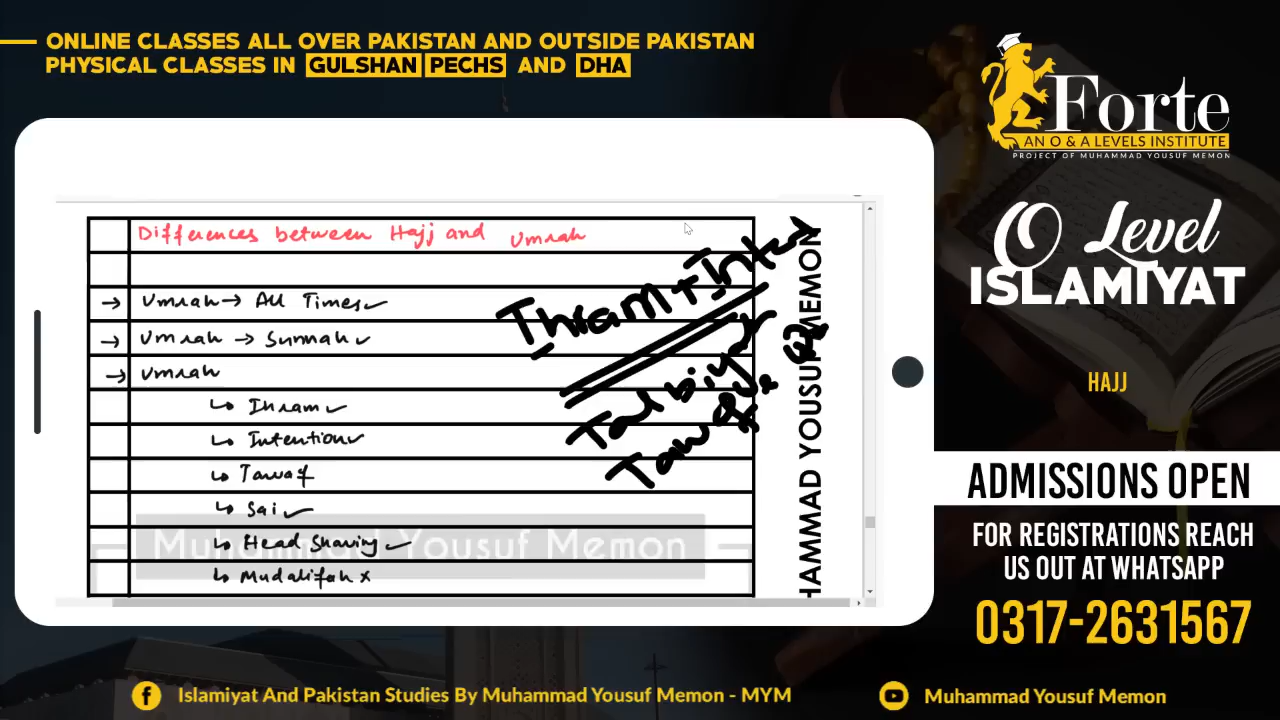 ONLINE CLASSES ALL OVER PAKISTAN AND OUTSIDE PAKISTAN
PHYSICAL CLASSES IN GULSHAN PECHS AND DHA
Forte
AN O & A LEVELS INSTITUTE
PROJECT OF MUHAMMAD YOUSUF MEMON
O Level
ISLAMIYAT
HAJJ
ADMISSIONS OPEN
FOR REGISTRATIONS REACH
US OUT AT WHATSAPP
0317-2631567
Differences between Hajj and Umrah
→ Umrah → All Times ✓
→ Umrah → Sunnah ✓
→ Umrah
↳ Ihram ✓
↳ Intention ✓
↳ Tawaf
↳ Sai ✓
↳ Head Shaving ✓
↳ Mudalifah x
Ihram +
Talbiya
Tawaf
HAMMAD YOUSUF MEMON
Muhammad Yousuf Memon
Islamiyat And Pakistan Studies By Muhammad Yousuf Memon - MYM
Muhammad Yousuf Memon